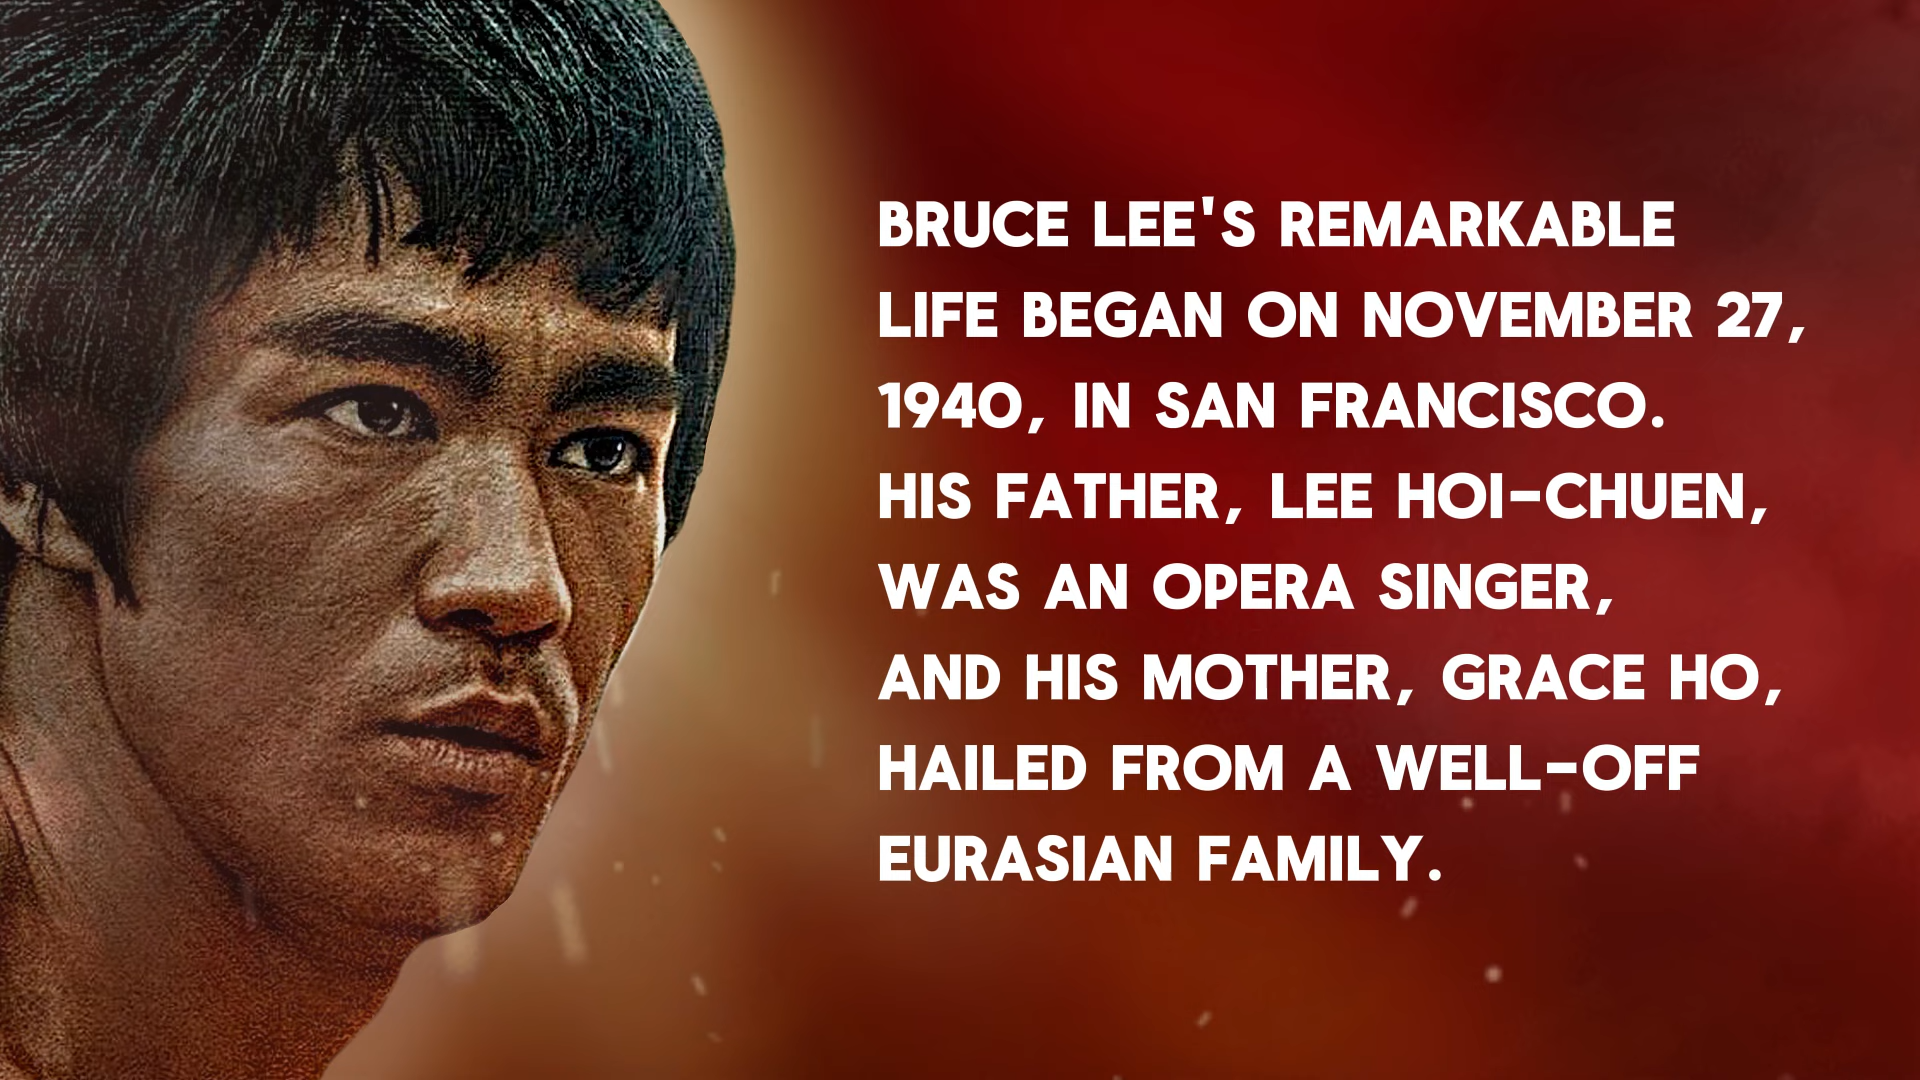 BRUCE LEE'S REMARKABLE
LIFE BEGAN ON NOVEMBER 27,
1940, IN SAN FRANCISCO.
HIS FATHER, LEE HOI-CHUEN,
WAS AN OPERA SINGER,
AND HIS MOTHER, GRACE HO,
HAILED FROM A WELL-OFF
EURASIAN FAMILY.